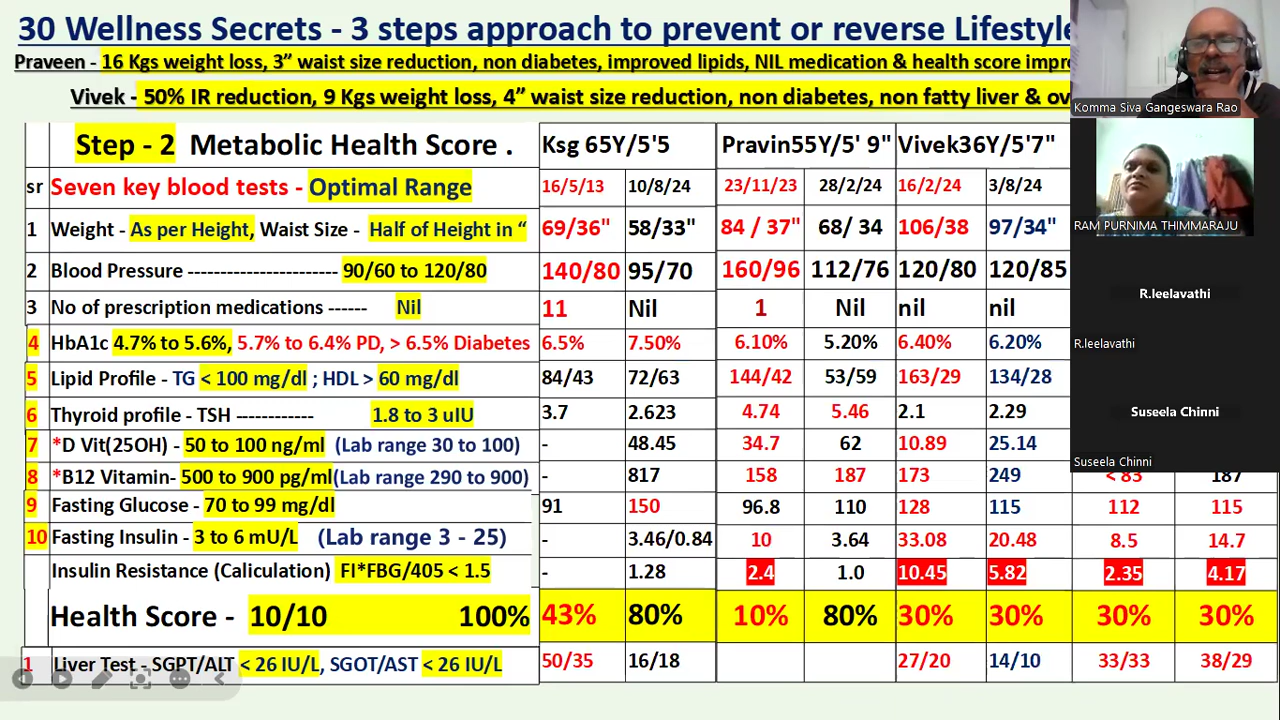 30 Wellness Secrets - 3 steps approach to prevent or reverse Lifestyle
Praveen - 16 Kgs weight loss, 3” waist size reduction, non diabetes, improved lipids, NIL medication & health score impro
Vivek - 50% IR reduction, 9 Kgs weight loss, 4” waist size reduction, non diabetes, non fatty liver & ov
Step - 2 Metabolic Health Score . Ksg 65Y/5'5 Pravin55Y/5' 9" Vivek36Y/5'7"
sr Seven key blood tests - Optimal Range 16/5/13 10/8/24 23/11/23 28/2/24 16/2/24 3/8/24
1 Weight - As per Height, Waist Size - Half of Height in “ 69/36" 58/33" 84 / 37" 68/ 34 106/38 97/34"
2 Blood Pressure ----------------------- 90/60 to 120/80 140/80 95/70 160/96 112/76 120/80 120/85
3 No of prescription medications ------ Nil 11 Nil 1 Nil nil nil
4 HbA1c 4.7% to 5.6%, 5.7% to 6.4% PD, > 6.5% Diabetes 6.5% 7.50% 6.10% 5.20% 6.40% 6.20%
5 Lipid Profile - TG < 100 mg/dl ; HDL > 60 mg/dl 84/43 72/63 144/42 53/59 163/29 134/28
6 Thyroid profile - TSH ------------ 1.8 to 3 uIU 3.7 2.623 4.74 5.46 2.1 2.29
7 *D Vit(25OH) - 50 to 100 ng/ml (Lab range 30 to 100) - 48.45 34.7 62 10.89 25.14
8 *B12 Vitamin- 500 to 900 pg/ml(Lab range 290 to 900) - 817 158 187 173 249 < 83 187
9 Fasting Glucose - 70 to 99 mg/dl 91 150 96.8 110 128 115 112 115
10 Fasting Insulin - 3 to 6 mU/L (Lab range 3 - 25) - 3.46/0.84 10 3.64 33.08 20.48 8.5 14.7
Insulin Resistance (Caliculation) FI*FBG/405 < 1.5 - 1.28 2.4 1.0 10.45 5.82 2.35 4.17
Health Score - 10/10 100% 43% 80% 10% 80% 30% 30% 30% 30%
1 Liver Test - SGPT/ALT < 26 IU/L, SGOT/AST < 26 IU/L 50/35 16/18 27/20 14/10 33/33 38/29
Komma Siva Gangeswara Rao
RAM PURNIMA THIMMARAJU
R.leelavathi
R.leelavathi
Suseela Chinni
Suseela Chinni